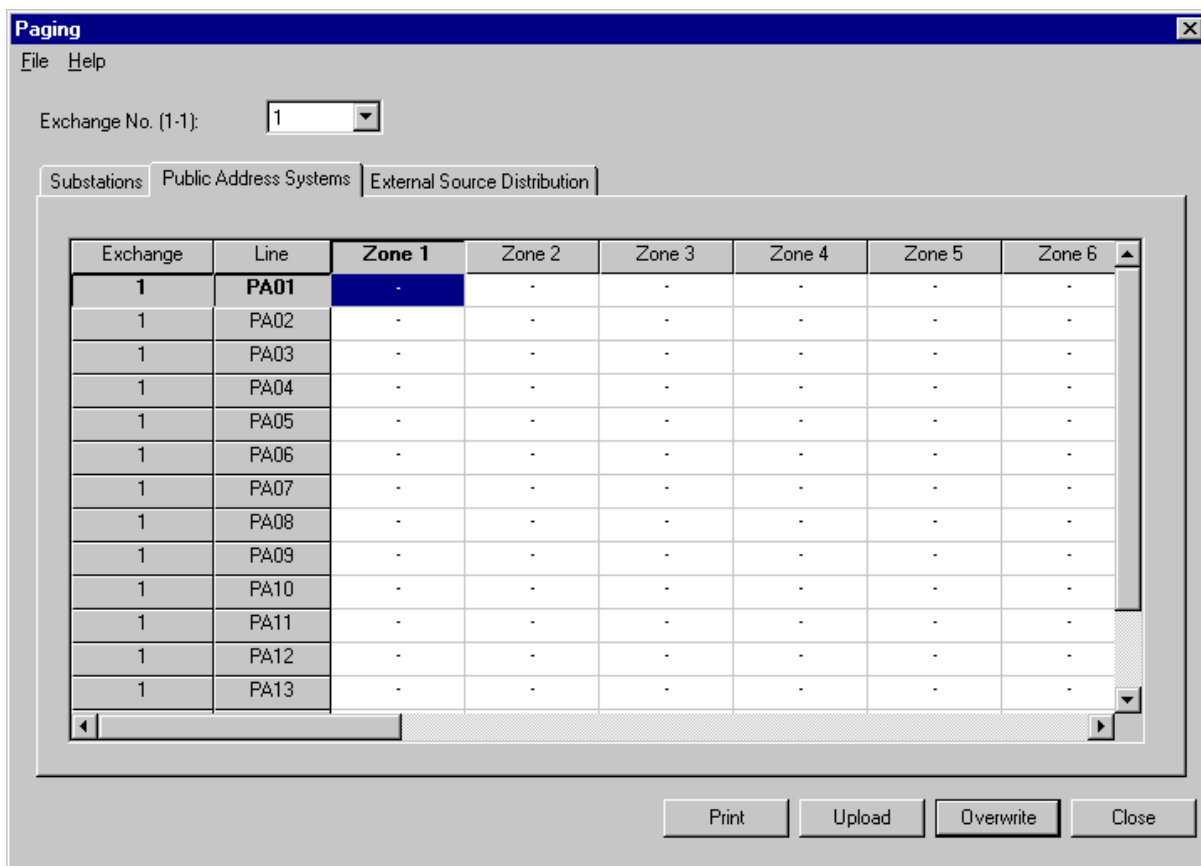 Paging
File Help
Exchange No. (1-1): 1
Substations Public Address Systems External Source Distribution
Exchange Line Zone 1 Zone 2 Zone 3 Zone 4 Zone 5 Zone 6
1 PA01 - - - - - -
1 PA02 - - - - - -
1 PA03 - - - - - -
1 PA04 - - - - - -
1 PA05 - - - - - -
1 PA06 - - - - - -
1 PA07 - - - - - -
1 PA08 - - - - - -
1 PA09 - - - - - -
1 PA10 - - - - - -
1 PA11 - - - - - -
1 PA12 - - - - - -
1 PA13 - - - - - -
Print Upload Overwrite Close